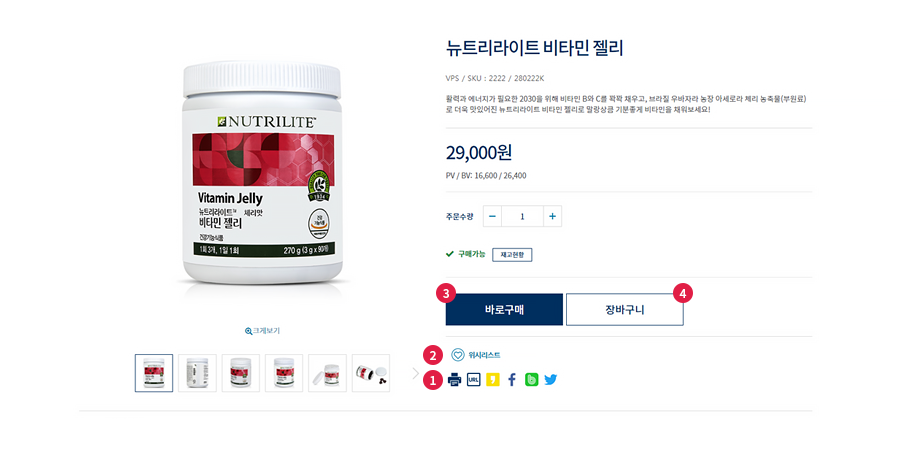 뉴트리라이트 비타민 젤리
VPS / SKU : 2222 / 280222K
활력과 에너지가 필요한 2030을 위해 비타민 B와 C를 꽉꽉 채우고, 브라질 우바자라 농장 아세로라 체리 농축물(부원료)
로 더욱 맛있어진 뉴트리라이트 비타민 젤리로 말랑상큼 기분좋게 비타민을 채워보세요!
29,000원
PV / BV: 16,600 / 26,400
주문수량 − 1 +
구매가능 재고현황
3 바로구매
4 장바구니
2 위시리스트
1 URL
NUTRILITE™
Vitamin Jelly
뉴트리라이트™ 체리맛
비타민 젤리
건강기능식품
1회 3개, 1일 1회 270 g (3 g x 90개)
1934
건강
기능식품
크게보기